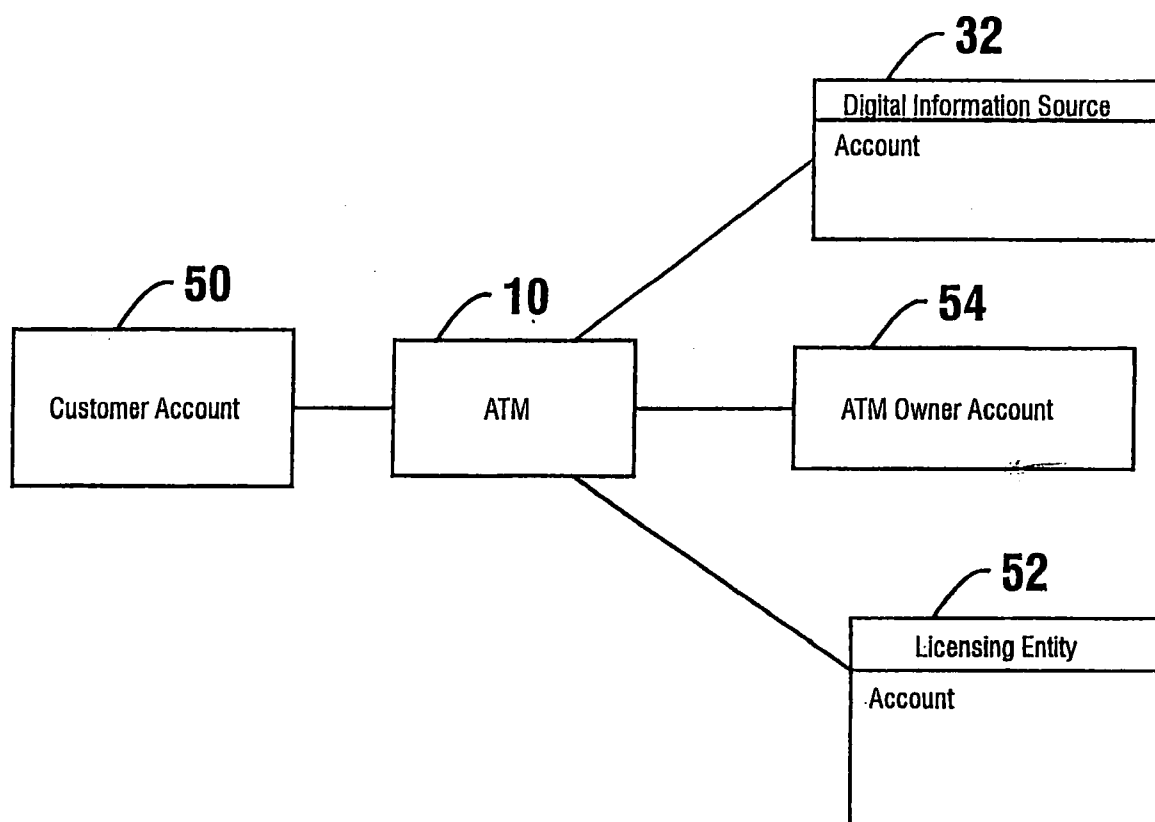 32
Digital Information Source
Account
50
10
54
Customer Account
ATM
ATM Owner Account
52
Licensing Entity
Account